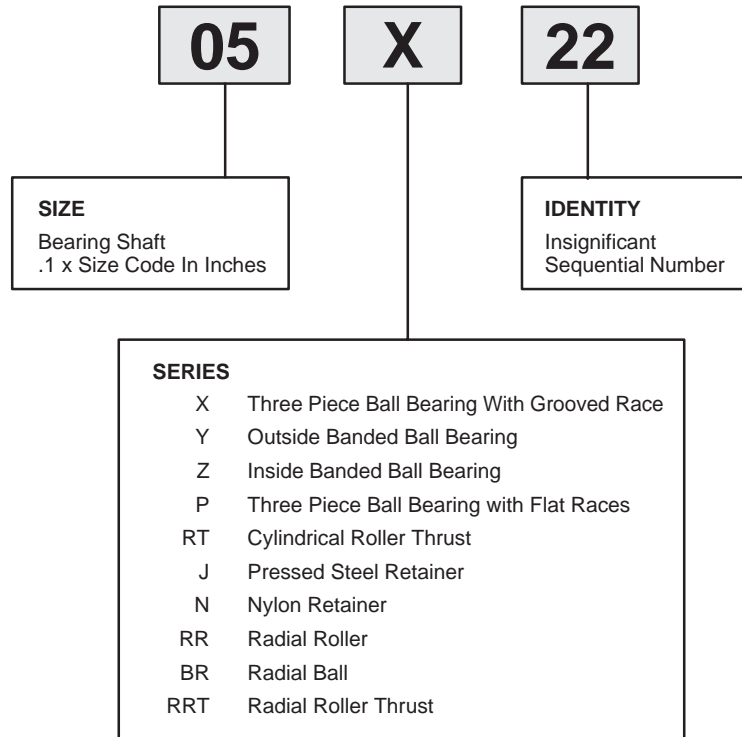 05 X 22
SIZE
Bearing Shaft
.1 x Size Code In Inches
IDENTITY
Insignificant
Sequential Number
SERIES
X Three Piece Ball Bearing With Grooved Race
Y Outside Banded Ball Bearing
Z Inside Banded Ball Bearing
P Three Piece Ball Bearing with Flat Races
RT Cylindrical Roller Thrust
J Pressed Steel Retainer
N Nylon Retainer
RR Radial Roller
BR Radial Ball
RRT Radial Roller Thrust